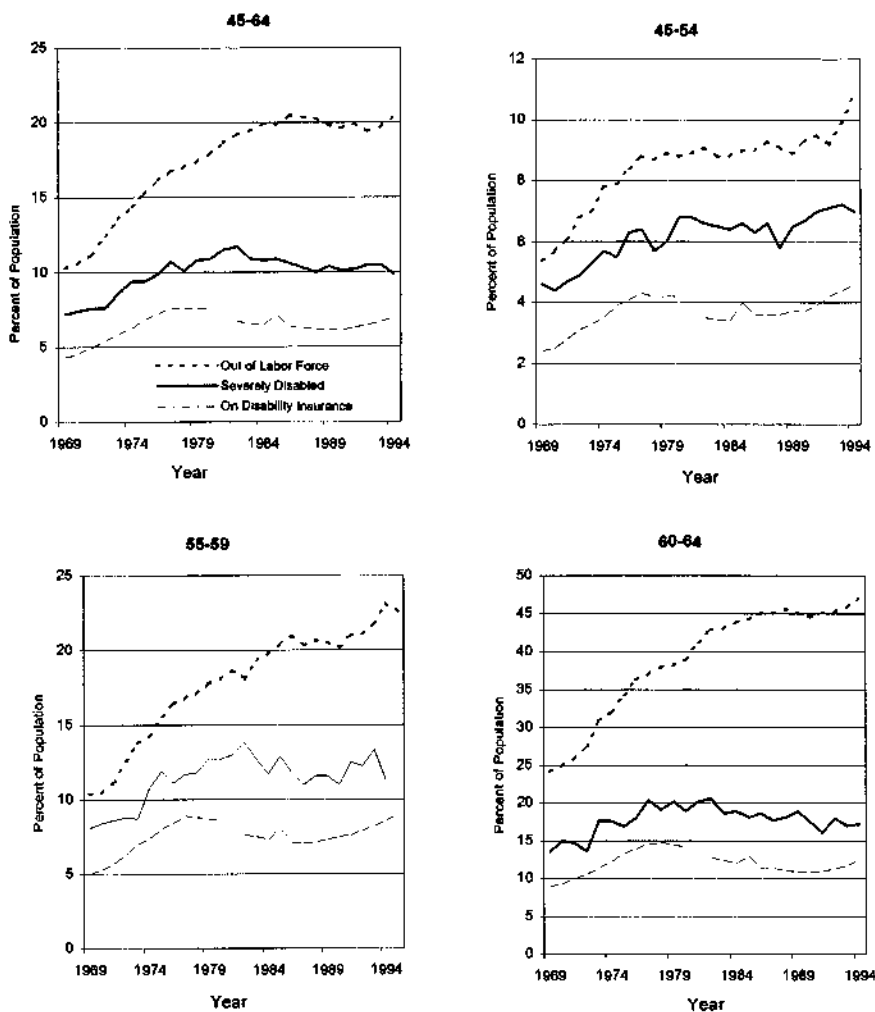 45-64
25
20
15
10
5
0
Percent of Population
Out of Labor Force
Severely Disabled
On Disability Insurance
1969 1974 1979 1984 1989 1994
Year
45-54
12
10
8
6
4
2
0
Percent of Population
1969 1974 1979 1984 1989 1994
Year
55-59
25
20
15
10
5
0
Percent of Population
1969 1974 1979 1984 1989 1994
Year
60-64
50
45
40
35
30
25
20
15
10
5
0
Percent of Population
1969 1974 1979 1984 1969 1994
Year